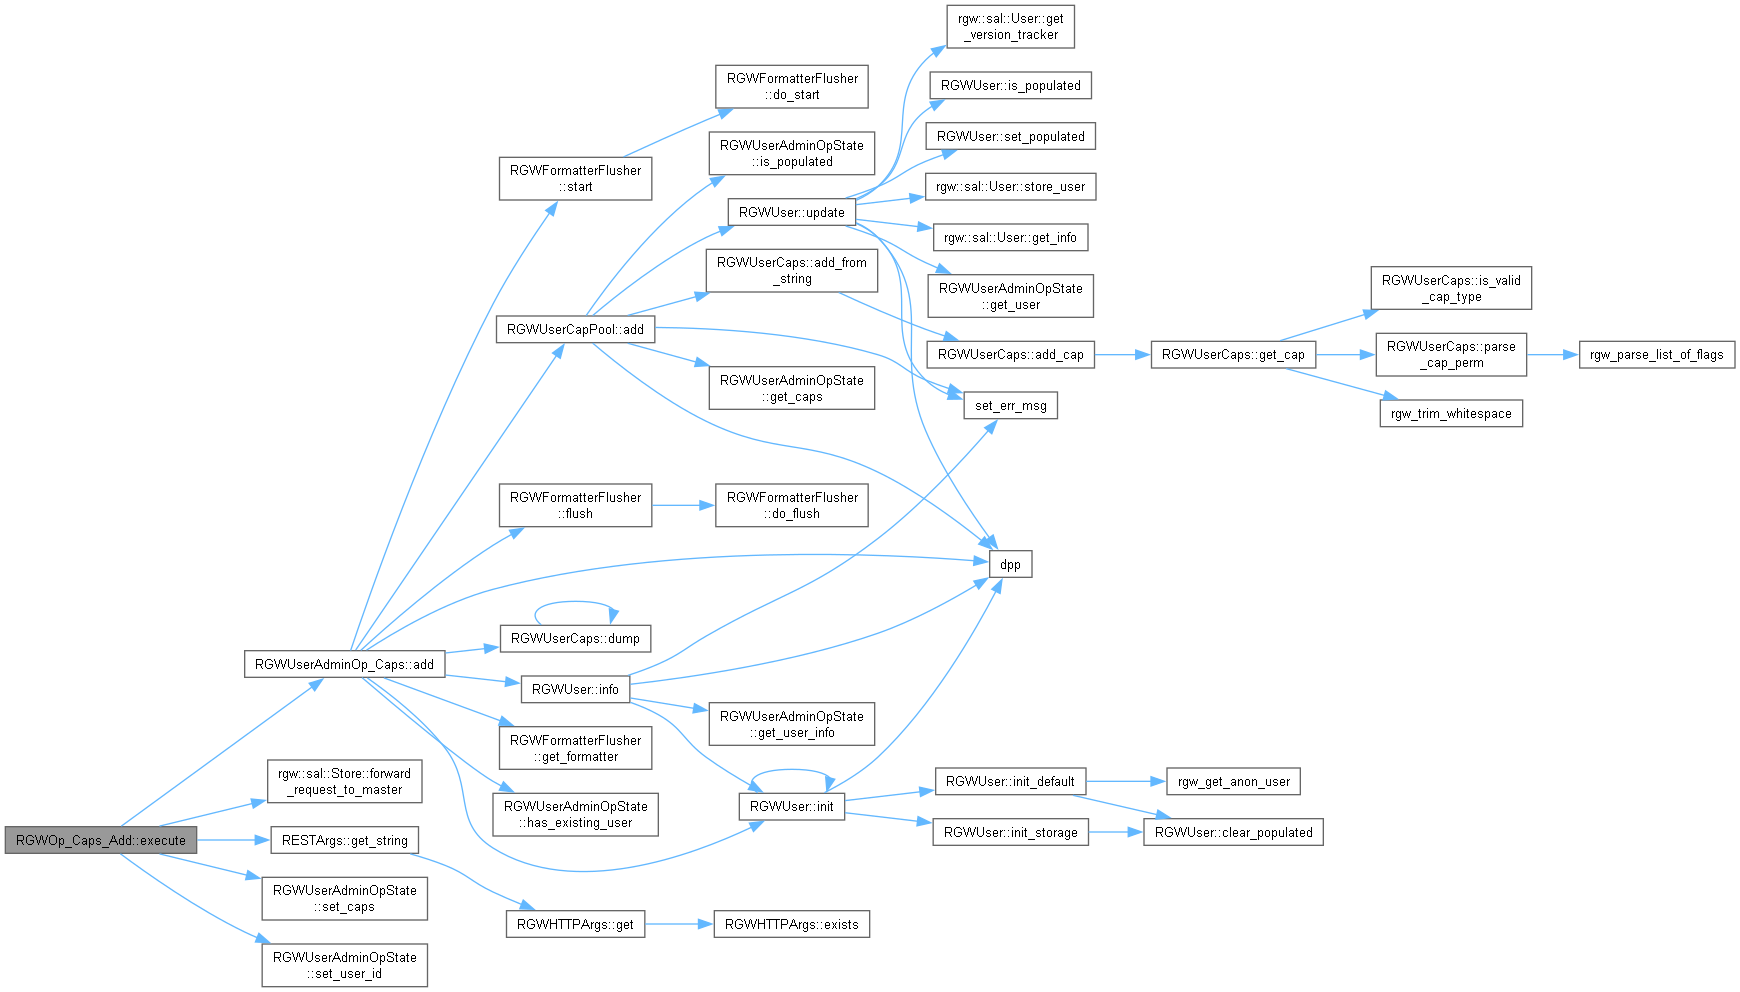 rgw::sal::User::get
_version_tracker
RGWFormatterFlusher
::do_start
RGWUser::is_populated
RGWUser::set_populated
RGWUserAdminOpState
::is_populated
RGWFormatterFlusher
::start
rgw::sal::User::store_user
RGWUser::update
rgw::sal::User::get_info
RGWUserCaps::add_from
_string
RGWUserAdminOpState
::get_user
RGWUserCaps::is_valid
_cap_type
RGWUserCapPool::add
RGWUserCaps::add_cap
RGWUserCaps::get_cap
RGWUserCaps::parse
_cap_perm
rgw_parse_list_of_flags
RGWUserAdminOpState
::get_caps
set_err_msg
rgw_trim_whitespace
RGWFormatterFlusher
::flush
RGWFormatterFlusher
::do_flush
dpp
RGWUserCaps::dump
RGWUserAdminOp_Caps::add
RGWUser::info
RGWUserAdminOpState
::get_user_info
RGWFormatterFlusher
::get_formatter
rgw::sal::Store::forward
_request_to_master
RGWUser::init_default
rgw_get_anon_user
RGWUserAdminOpState
::has_existing_user
RGWUser::init
RGWUser::init_storage
RGWUser::clear_populated
RGWOp_Caps_Add::execute
RESTArgs::get_string
RGWUserAdminOpState
::set_caps
RGWHTTPArgs::get
RGWHTTPArgs::exists
RGWUserAdminOpState
::set_user_id